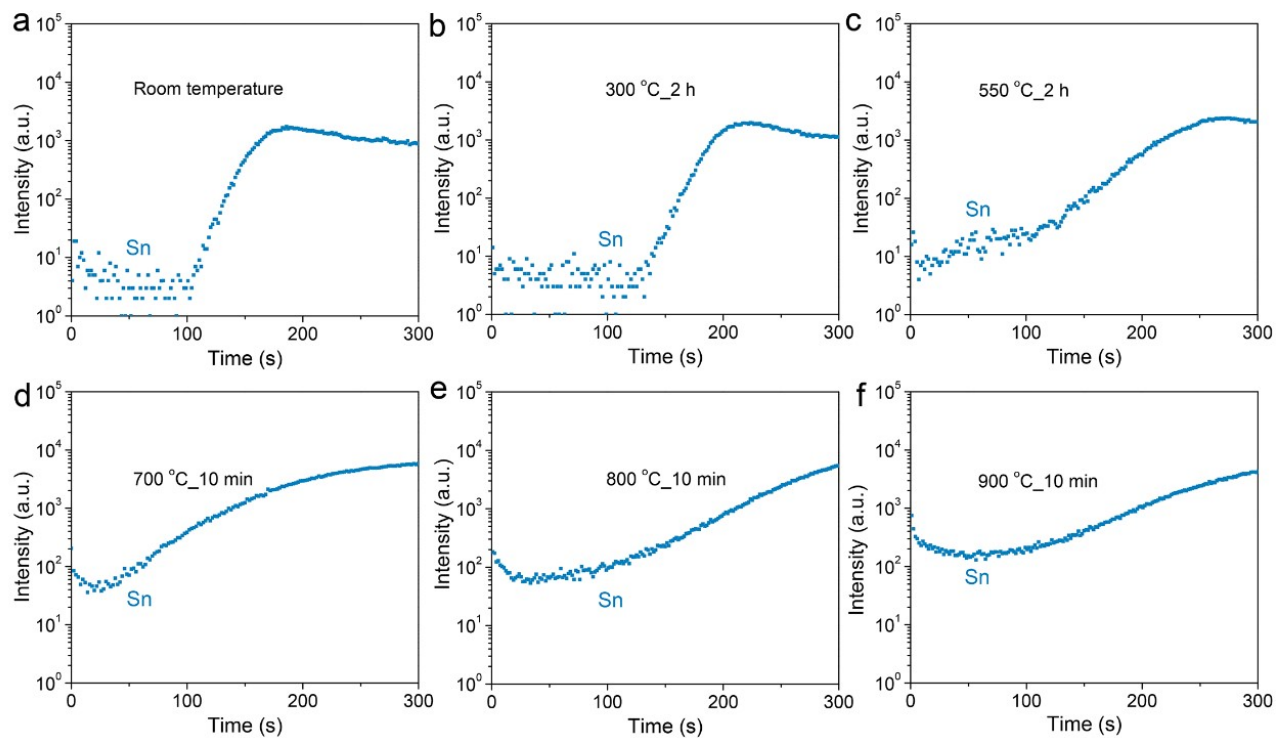 a
10⁵
10⁴
10³
10²
10¹
10⁰
Intensity (a.u.)
Room temperature
Sn
0 100 200 300
Time (s)
b
10⁵
10⁴
10³
10²
10¹
10⁰
Intensity (a.u.)
300 °C_2 h
Sn
0 100 200 300
Time (s)
c
10⁵
10⁴
10³
10²
10¹
10⁰
Intensity (a.u.)
550 °C_2 h
Sn
0 100 200 300
Time (s)
d
10⁵
10⁴
10³
10²
10¹
10⁰
Intensity (a.u.)
700 °C_10 min
Sn
0 100 200 300
Time (s)
e
10⁵
10⁴
10³
10²
10¹
10⁰
Intensity (a.u.)
800 °C_10 min
Sn
0 100 200 300
Time (s)
f
10⁵
10⁴
10³
10²
10¹
10⁰
Intensity (a.u.)
900 °C_10 min
Sn
0 100 200 300
Time (s)